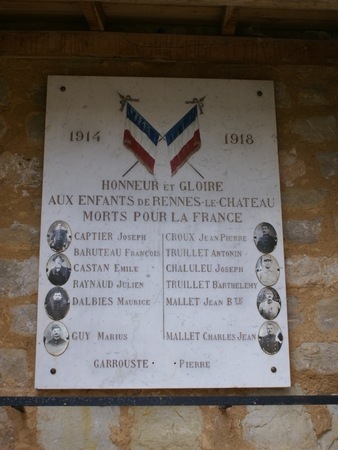 1914 1918
HONNEUR ET GLOIRE
AUX ENFANTS DE RENNES-LE-CHATEAU
MORTS POUR LA FRANCE
CAPTIER JOSEPH
BARUTEAU FRANCOIS
CASTAN EMILE
RAYNAUD JULIEN
DALBIES MAURICE
GUY MARIUS
CROUX JEAN PIERRE
TRUILLET ANTONIN
CHALULEU JOSEPH
TRUILLET BARTHELEMY
MALLET JEAN BTE
MALLET CHARLES JEAN
GARROUSTE · PIERRE